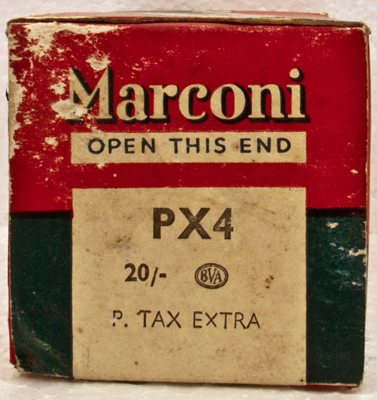 Marconi
OPEN THIS END
PX4
20/- BVA
P. TAX EXTRA